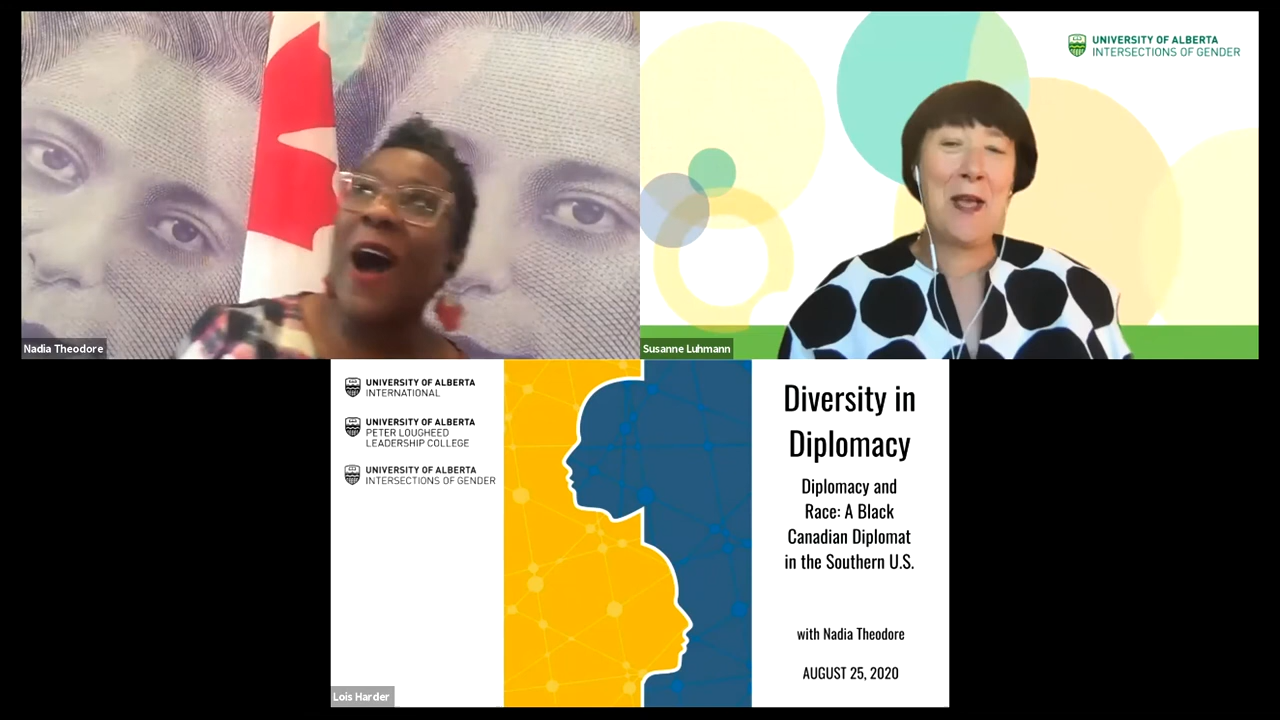 UNIVERSITY OF ALBERTA
INTERSECTIONS OF GENDER
Nadia Theodore
Susanne Luhmann
UNIVERSITY OF ALBERTA
INTERNATIONAL
UNIVERSITY OF ALBERTA
PETER LOUGHEED
LEADERSHIP COLLEGE
UNIVERSITY OF ALBERTA
INTERSECTIONS OF GENDER
Diversity in
Diplomacy
Diplomacy and
Race: A Black
Canadian Diplomat
in the Southern U.S.
with Nadia Theodore
AUGUST 25, 2020
Lois Harder